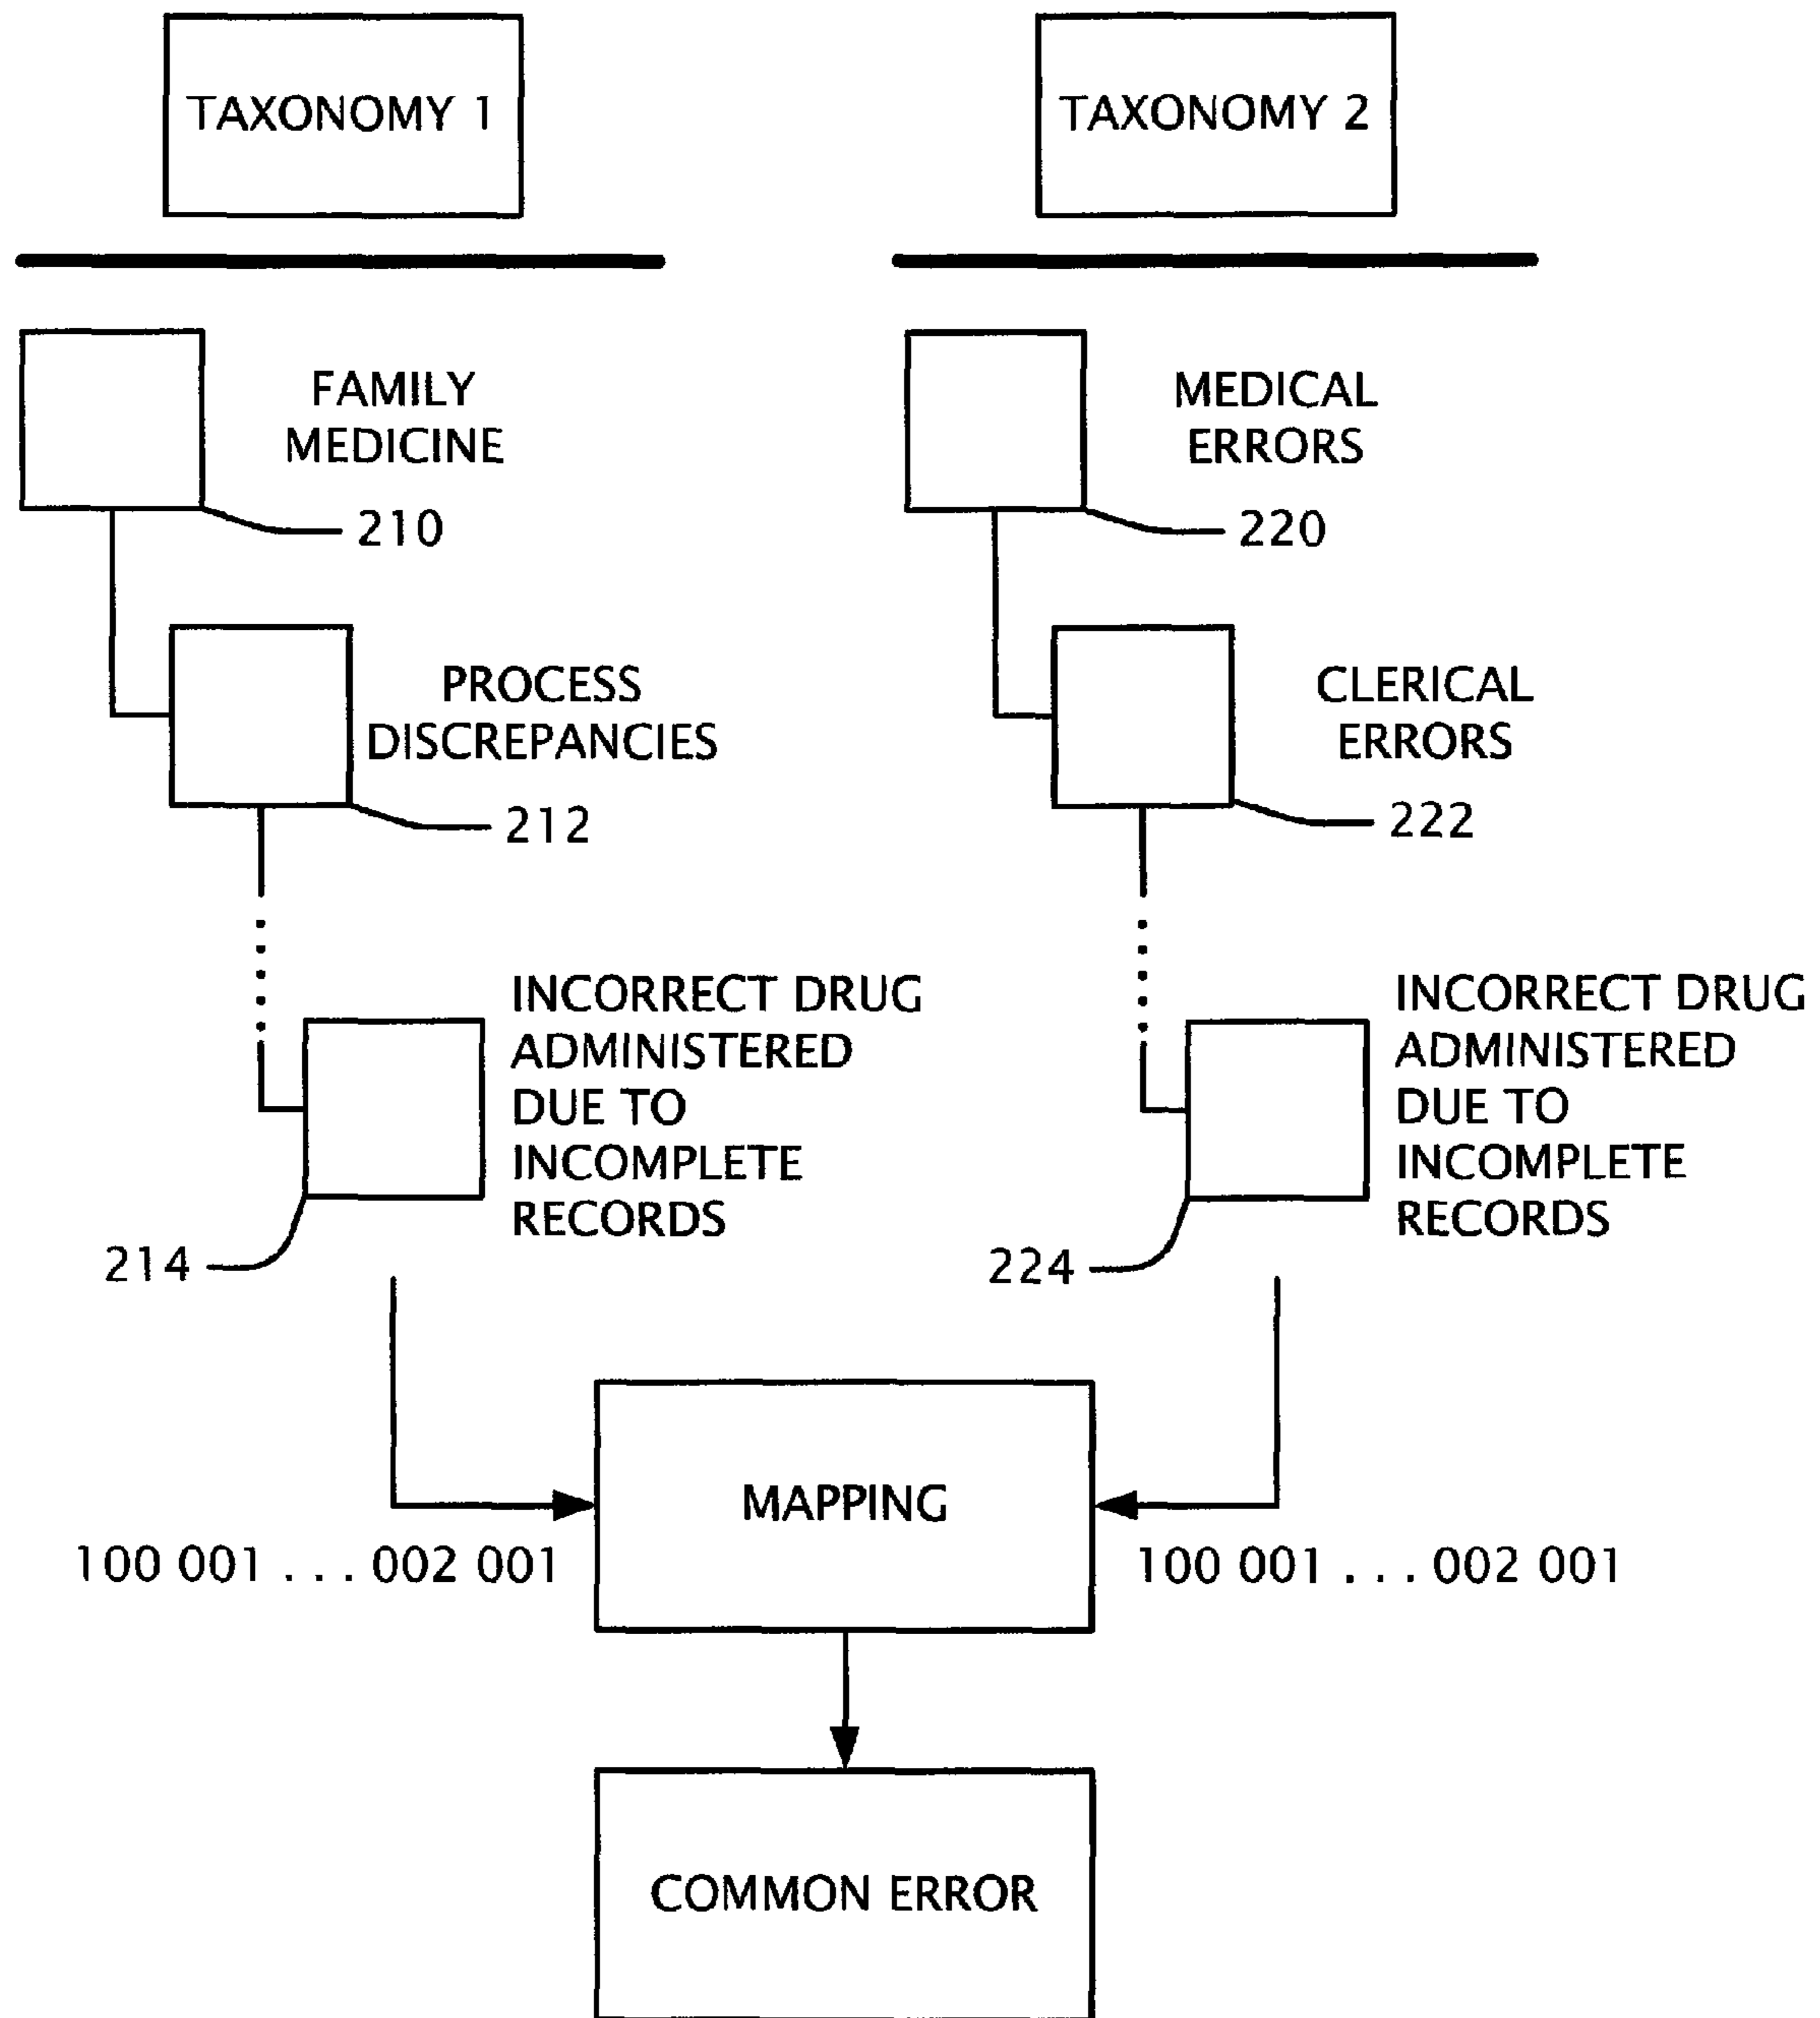 TAXONOMY 1
TAXONOMY 2
FAMILY
MEDICINE
210
MEDICAL
ERRORS
220
PROCESS
DISCREPANCIES
212
CLERICAL
ERRORS
222
INCORRECT DRUG
ADMINISTERED
DUE TO
INCOMPLETE
RECORDS
214
INCORRECT DRUG
ADMINISTERED
DUE TO
INCOMPLETE
RECORDS
224
MAPPING
100 001 . . . 002 001
100 001 . . . 002 001
COMMON ERROR